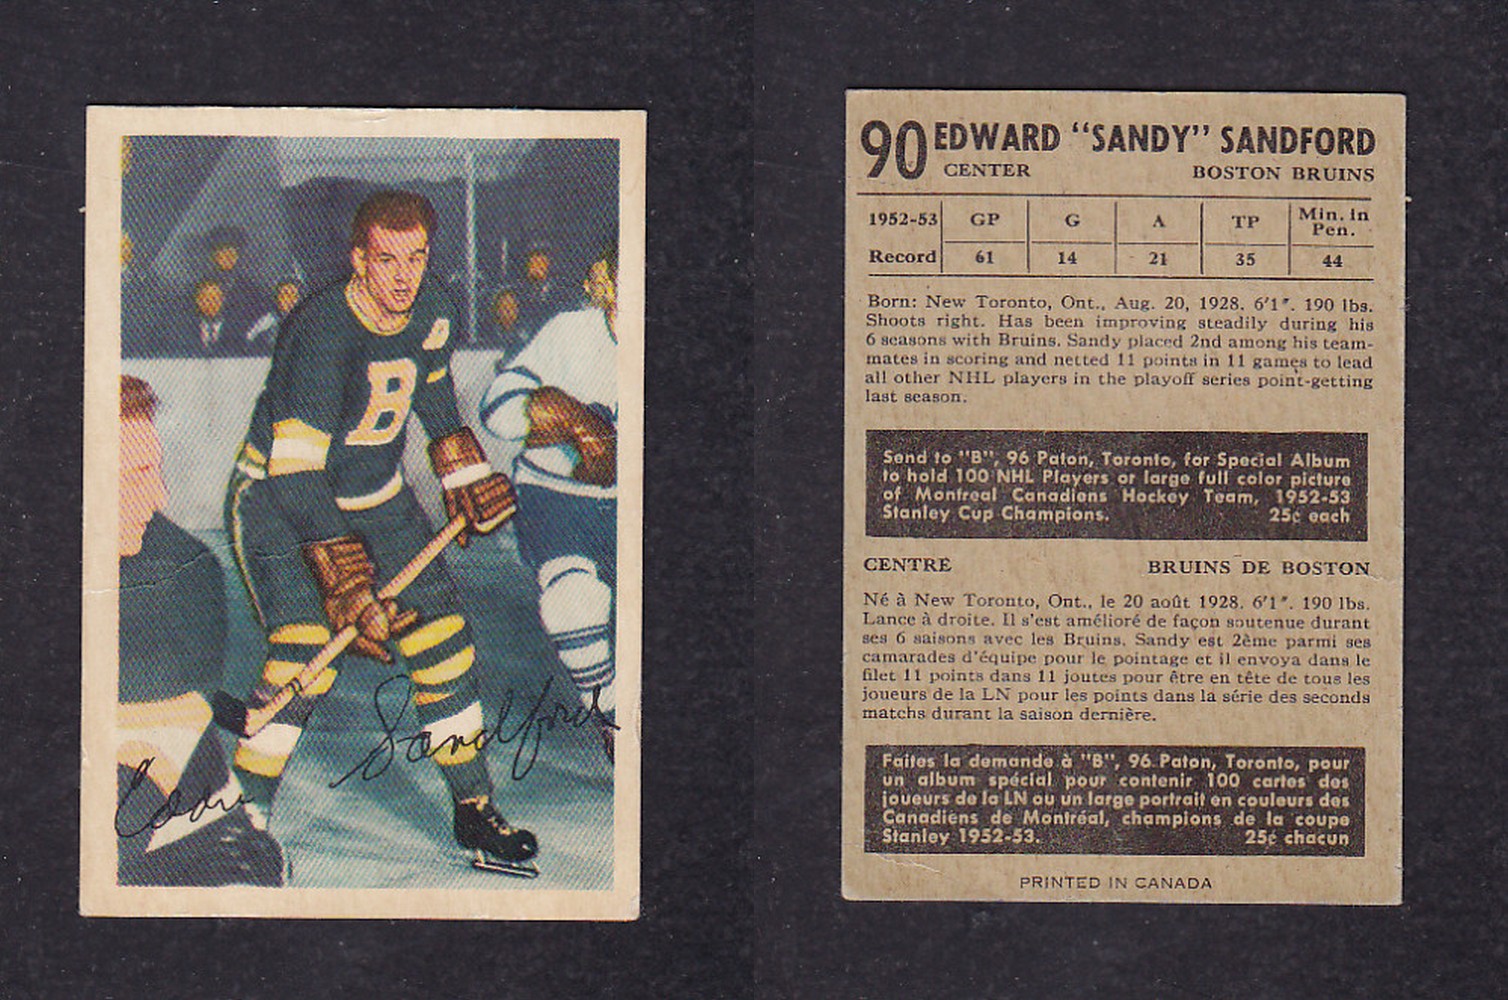 B
Eddie Sandford
90 EDWARD "SANDY" SANDFORD
CENTER BOSTON BRUINS
1952-53 GP G A TP Min. in Pen.
Record 61 14 21 35 44
Born: New Toronto, Ont., Aug. 20, 1928. 6'1". 190 lbs.
Shoots right. Has been improving steadily during his
6 seasons with Bruins. Sandy placed 2nd among his team-
mates in scoring and netted 11 points in 11 games to lead
all other NHL players in the playoff series point-getting
last season.
Send to "B", 96 Paton, Toronto, for Special Album
to hold 100 NHL Players or large full color picture
of Montreal Canadiens Hockey Team, 1952-53
Stanley Cup Champions. 25¢ each
CENTRE BRUINS DE BOSTON
Né à New Toronto, Ont., le 20 août 1928. 6'1". 190 lbs.
Lance à droite. Il s'est amélioré de façon soutenue durant
ses 6 saisons avec les Bruins. Sandy est 2ème parmi ses
camarades d'équipe pour le pointage et il envoya dans le
filet 11 points dans 11 joutes pour être en tête de tous les
joueurs de la LN pour les points dans la série des seconds
matchs durant la saison dernière.
Faites la demande à "B", 96 Paton, Toronto, pour
un album spécial pour contenir 100 cartes des
joueurs de la LN ou un large portrait en couleurs des
Canadiens de Montréal, champions de la coupe
Stanley 1952-53. 25¢ chacun
PRINTED IN CANADA